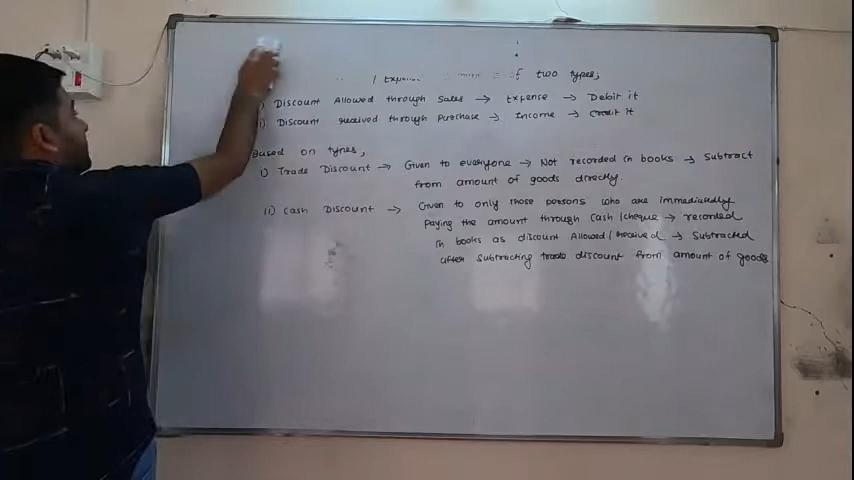 / Expense of two types;
i) Discount Allowed through Sales → Expense → Debit it
ii) Discount received through Purchase → Income → Credit it
Based on types,
i) Trade Discount → Given to everyone → Not recorded in books → Subtract
from amount of goods directly.
ii) Cash Discount → Given to only those persons who are immediately
Paying the amount through Cash/cheque → recorded
in books as discount Allowed/received → Subtracted
after subtracting trade discount from amount of goods